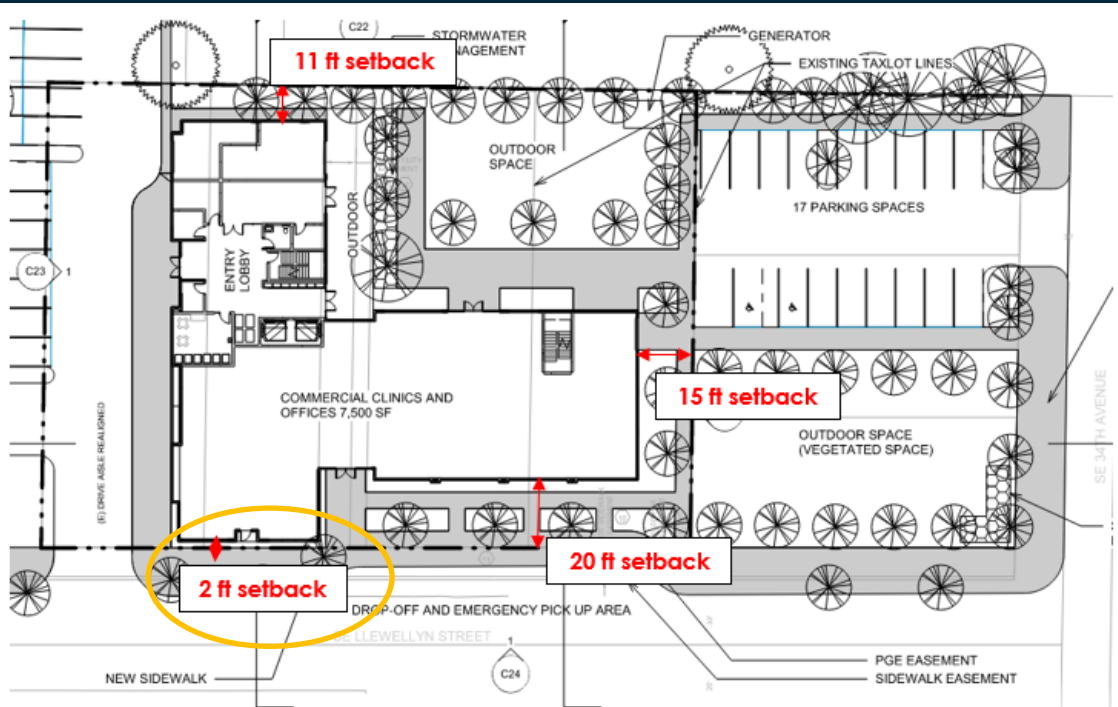 C22
STORMWATER
NAGEMENT
GENERATOR
11 ft setback
EXISTING TAXLOT LINES
OUTDOOR
SPACE
17 PARKING SPACES
OUTDOOR
ENTRY
LOBBY
C23
1
15 ft setback
COMMERCIAL CLINICS AND
OFFICES 7,500 SF
OUTDOOR SPACE
(VEGETATED SPACE)
SE 34TH AVENUE
(E) DRIVE AISLE REALIGNED
20 ft setback
2 ft setback
DROP-OFF AND EMERGENCY PICK UP AREA
SE LLEWELLYN STREET
1
C24
PGE EASEMENT
SIDEWALK EASEMENT
NEW SIDEWALK